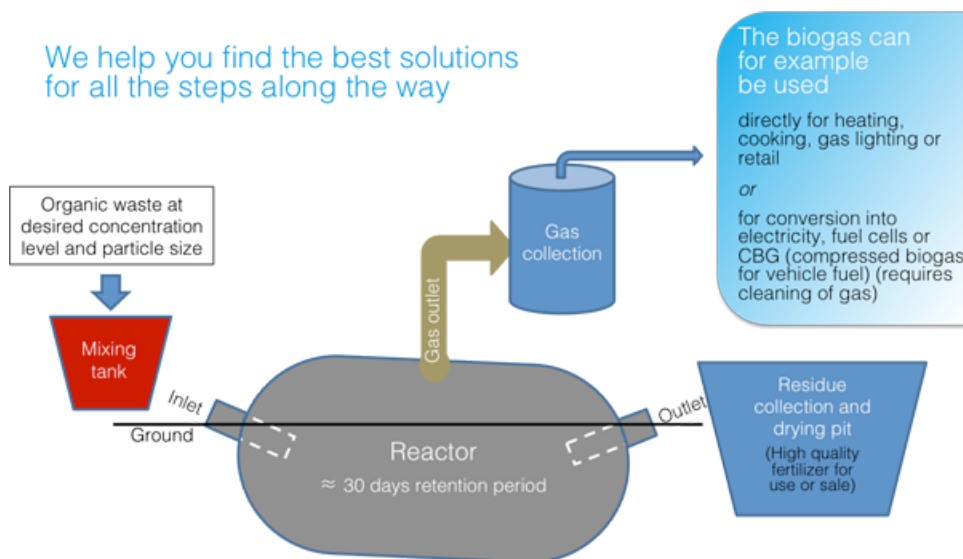 We help you find the best solutions
for all the steps along the way
The biogas can
for example
be used
directly for heating,
cooking, gas lighting or
retail
or
for conversion into
electricity, fuel cells or
CBG (compressed biogas
for vehicle fuel) (requires
cleaning of gas)
Organic waste at
desired concentration
level and particle size
Gas
collection
Gas outlet
Mixing
tank
Inlet
Ground
Reactor
≈ 30 days retention period
Outlet
Residue
collection and
drying pit
(High quality
fertilizer for
use or sale)